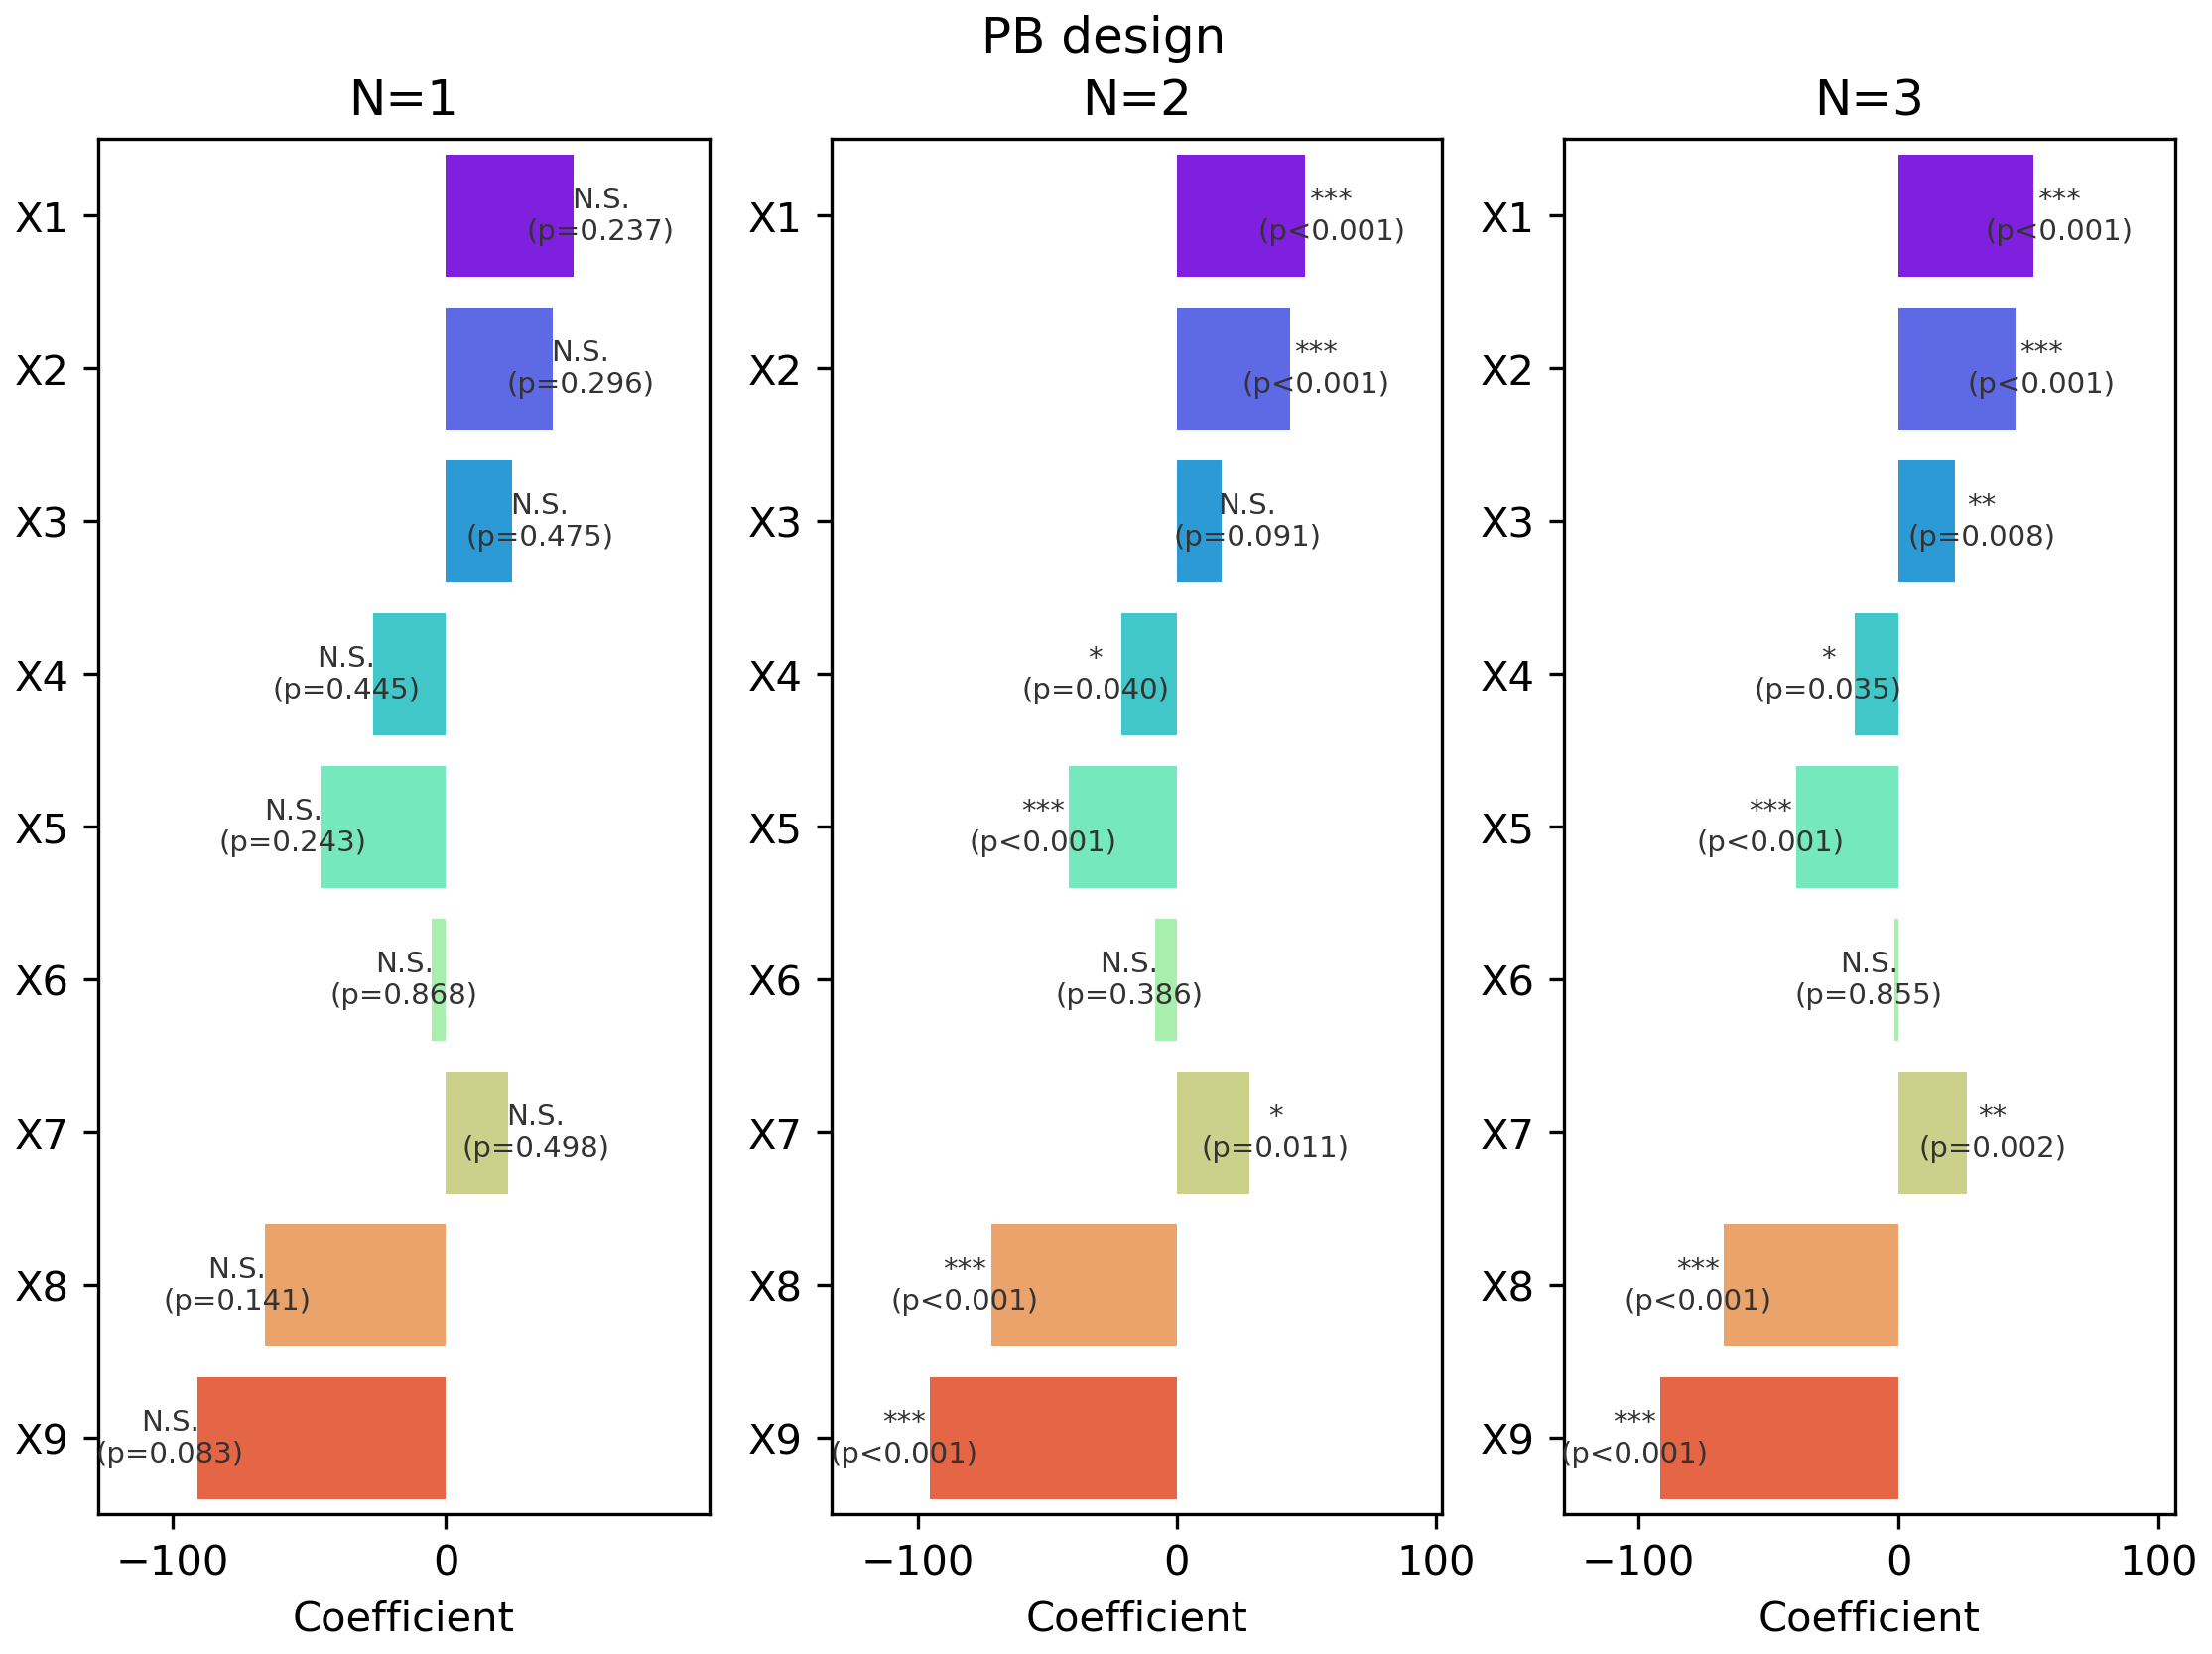 PB design
N=1
X1
N.S.
(p=0.237)
X2
N.S.
(p=0.296)
X3
N.S.
(p=0.475)
X4
N.S.
(p=0.445)
X5
N.S.
(p=0.243)
X6
N.S.
(p=0.868)
X7
N.S.
(p=0.498)
X8
N.S.
(p=0.141)
X9
N.S.
(p=0.083)
−100 0
Coefficient
N=2
X1
***
(p<0.001)
X2
***
(p<0.001)
X3
N.S.
(p=0.091)
X4
*
(p=0.040)
X5
***
(p<0.001)
X6
N.S.
(p=0.386)
X7
*
(p=0.011)
X8
***
(p<0.001)
X9
***
(p<0.001)
−100 0 100
Coefficient
N=3
X1
***
(p<0.001)
X2
***
(p<0.001)
X3
**
(p=0.008)
X4
*
(p=0.035)
X5
***
(p<0.001)
X6
N.S.
(p=0.855)
X7
**
(p=0.002)
X8
***
(p<0.001)
X9
***
(p<0.001)
−100 0 100
Coefficient